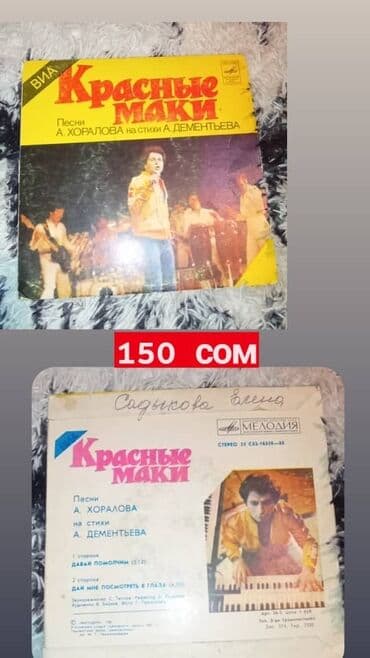 ВИА
Красные
маки
Песни
А. ХОРАЛОВА на стихи А. ДЕМЕНТЬЕВА
150 СОМ
Садыкова Елена
МЕЛОДИЯ
Красные
маки
Песни
А. ХОРАЛОВА
на стихи
А. ДЕМЕНТЬЕВА
1 сторона
ДАВАЙ ПОМОЛЧИМ
2 сторона
ДАЙ МНЕ ПОСМОТРЕТЬ В ГЛАЗА